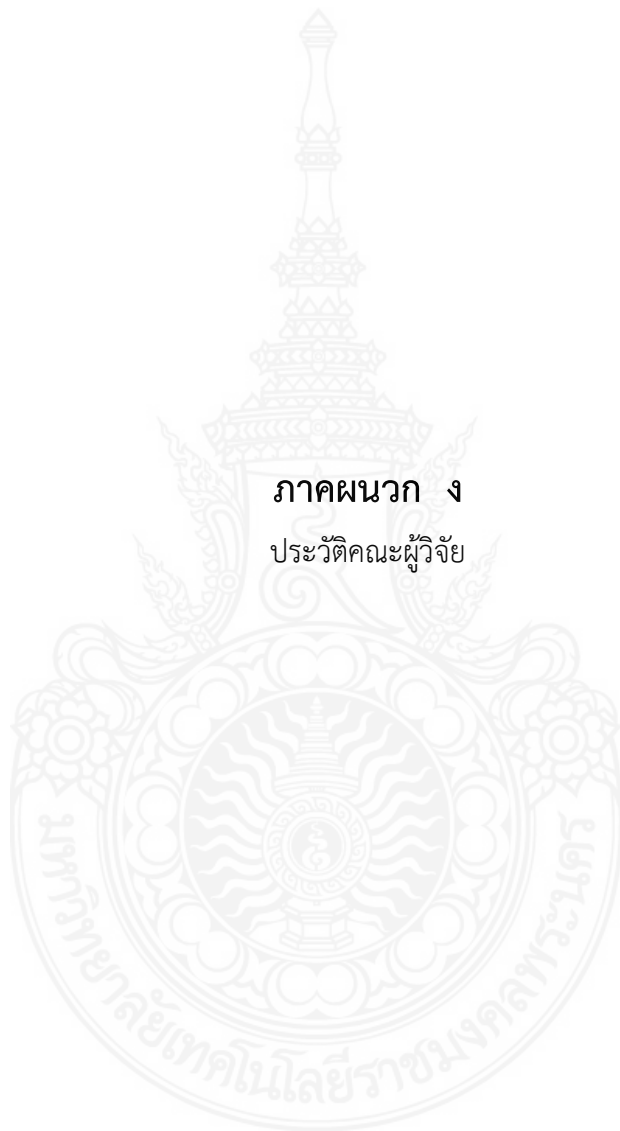 ภาคผนวก ง
ประวัติคณะผู้วิจัย
มหาวิทยาลัยเทคโนโลยีราชมงคลพระนคร